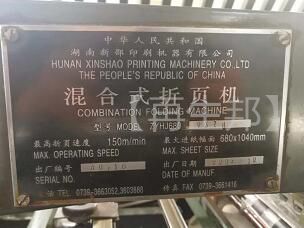 中华人民共和国
湖南新邵印刷机器有限公司
HUNAN XINSHAO PRINTING MACHINERY CO.,LTD
THE PEOPLE'S REPUBLIC OF CHINA
混合式折页机
COMBINATION FOLDING MACHINE
型号 ZYHJ680
MODEL
最高折页速度 150m/min 最大进纸幅面 680x1040mm
MAX. OPERATING SPEED MAX. SHEET SIZE
出厂编号 出厂日期
SERIAL NO. DATE OF MANUF
电话 0739-3663052.3603888 传真 FAX 0739-3661416